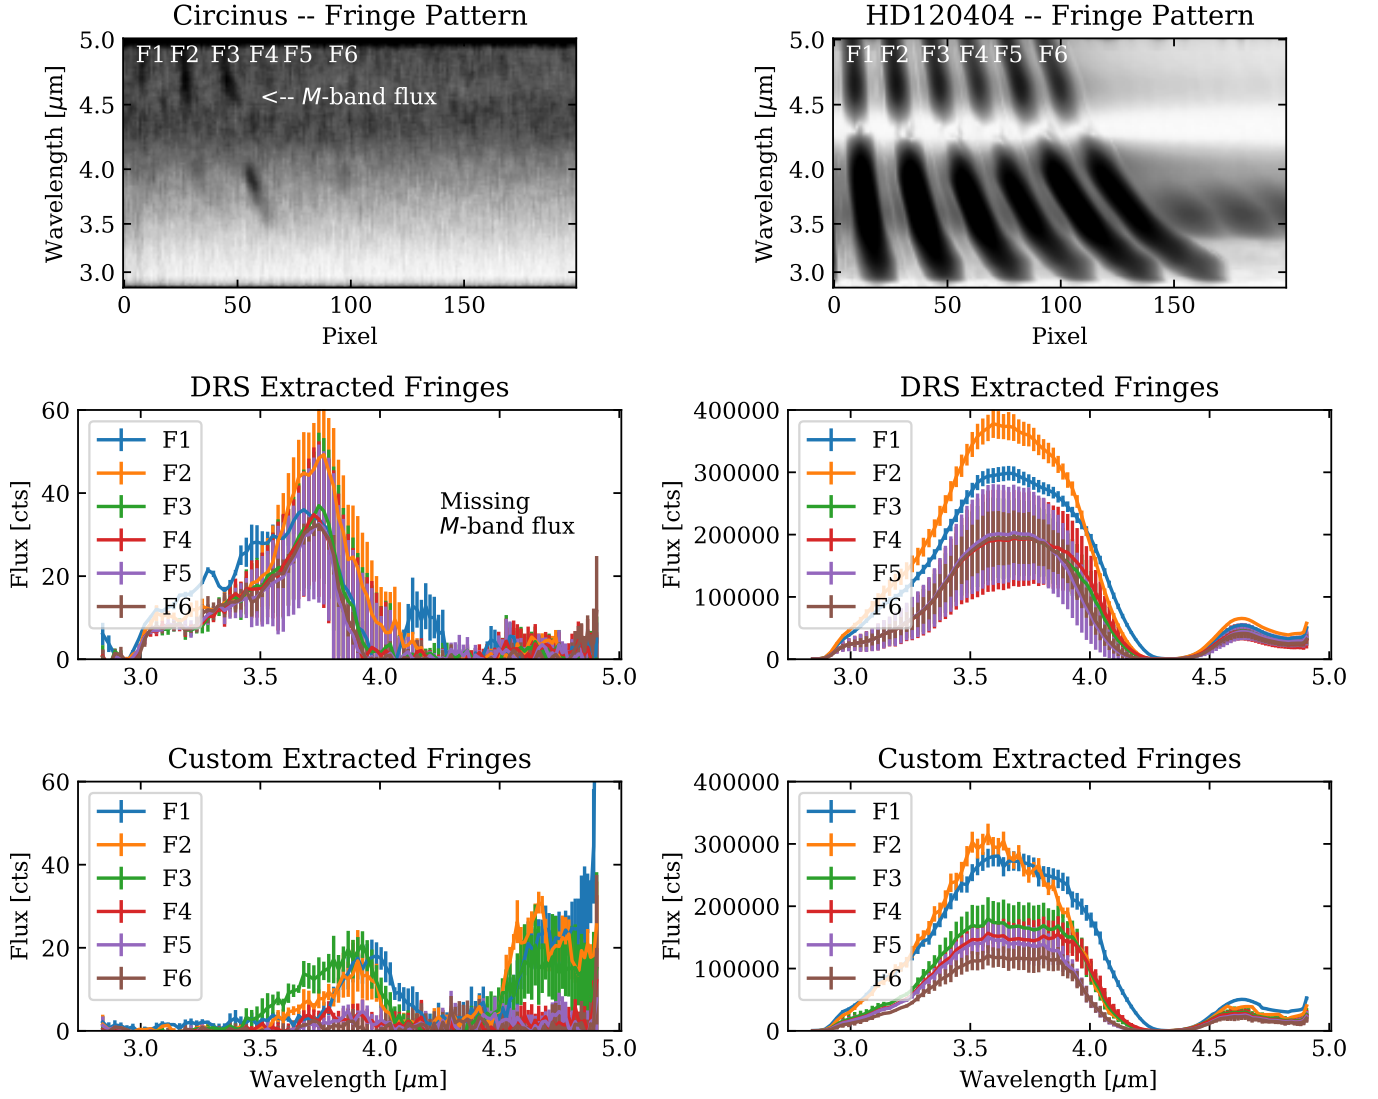 Circinus -- Fringe Pattern
5.0
4.5
4.0
3.5
3.0
Wavelength [μm]
F1 F2 F3 F4 F5 F6
<-- M-band flux
0 50 100 150
Pixel
HD120404 -- Fringe Pattern
5.0
4.5
4.0
3.5
3.0
Wavelength [μm]
F1 F2 F3 F4 F5 F6
0 50 100 150
Pixel
DRS Extracted Fringes
60
40
20
0
Flux [cts]
F1
F2
F3
F4
F5
F6
Missing
M-band flux
3.0 3.5 4.0 4.5 5.0
DRS Extracted Fringes
400000
300000
200000
100000
0
Flux [cts]
F1
F2
F3
F4
F5
F6
3.0 3.5 4.0 4.5 5.0
Custom Extracted Fringes
60
40
20
0
Flux [cts]
F1
F2
F3
F4
F5
F6
3.0 3.5 4.0 4.5 5.0
Wavelength [μm]
Custom Extracted Fringes
400000
300000
200000
100000
0
Flux [cts]
F1
F2
F3
F4
F5
F6
3.0 3.5 4.0 4.5 5.0
Wavelength [μm]